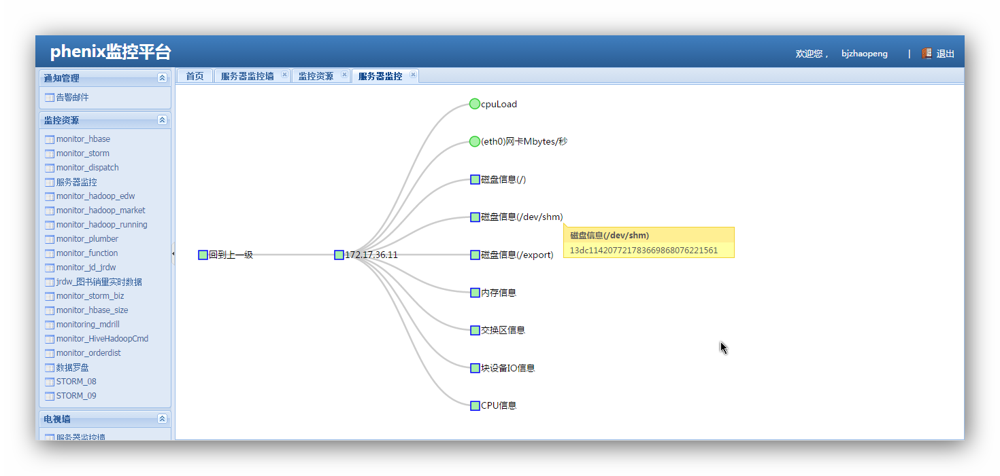 phenix监控平台
欢迎您， bjzhaopeng | 退出
通知管理
告警邮件
监控资源
monitor_hbase
monitor_storm
monitor_dispatch
服务器监控
monitor_hadoop_edw
monitor_hadoop_market
monitor_hadoop_running
monitor_plumber
monitor_function
monitor_jd_jrdw
jrdw_图书销量实时数据
monitor_storm_biz
monitor_hbase_size
monitoring_mdrill
monitor_HiveHadoopCmd
monitor_orderdist
数据罗盘
STORM_08
STORM_09
电视墙
服务器监控墙
首页 服务器监控墙 监控资源 服务器监控
回到上一级
172.17.36.11
cpuLoad
(eth0)网卡Mbytes/秒
磁盘信息(/)
磁盘信息(/dev/shm)
磁盘信息(/dev/shm)
13dc114207721783669868076221561
磁盘信息(/export)
内存信息
交换区信息
块设备IO信息
CPU信息